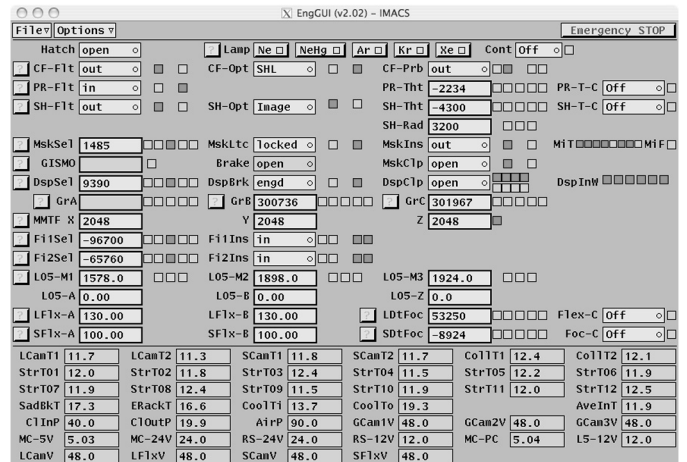 EngGUI (v2.02) - IMACS
File Options Emergency STOP
Hatch open ? Lamp Ne NeHg Ar Kr Xe Cont Off
? CF-Flt out CF-Opt SHL CF-Prb out
? PR-Flt in PR-Tht -2234 PR-T-C Off
? SH-Flt out SH-Opt Image SH-Tht -4300 SH-T-C Off
SH-Rad 3200
? MskSel 1485 MskLtc locked MskIns out MiT MiF
? GISMO Brake open MskClp open
? DspSel 9390 DspBrk engd DspClp open DspInW
? GrA ? GrB 300736 ? GrC 301967
? MMTF X 2048 Y 2048 Z 2048
? Fi1Sel -96700 Fi1Ins in
? Fi2Sel -65760 Fi2Ins in
? L05-M1 1578.0 L05-M2 1898.0 L05-M3 1924.0
L05-A 0.00 L05-B 0.00 L05-Z 0.0
? LFlx-A 130.00 LFlx-B 130.00 ? LDtFoc 53250 Flex-C Off
? SFlx-A 100.00 SFlx-B 100.00 ? SDtFoc -8924 Foc-C Off
LCamT1 11.7 LCamT2 11.3 SCamT1 11.8 SCamT2 11.7 CollT1 12.4 CollT2 12.1
StrT01 12.0 StrT02 11.8 StrT03 12.4 StrT04 11.5 StrT05 12.2 StrT06 11.9
StrT07 11.9 StrT08 12.4 StrT09 11.5 StrT10 11.9 StrT11 12.0 StrT12 12.5
SadBkT 17.3 ERackT 16.6 CoolTi 13.7 CoolTo 19.3 AveInT 11.9
ClInP 40.0 ClOutP 19.9 AirP 90.0 GCam1V 48.0 GCam2V 48.0 GCam3V 48.0
MC-5V 5.03 MC-24V 24.0 RS-24V 24.0 RS-12V 12.0 MC-PC 5.04 L5-12V 12.0
LCamV 48.0 LFlxV 48.0 SCamV 48.0 SFlxV 48.0